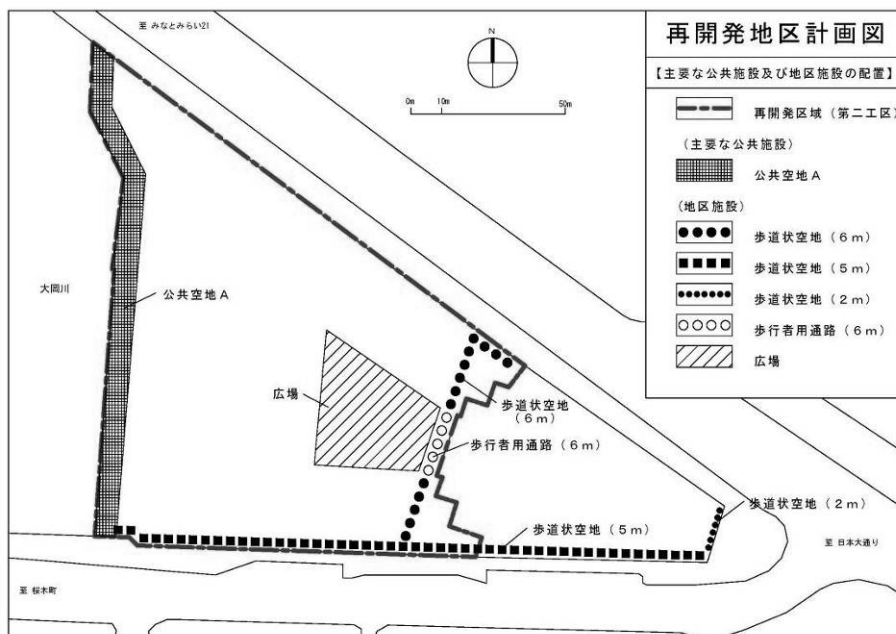 再開発地区計画図
【主要な公共施設及び地区施設の配置】
再開発区域（第二工区）
（主要な公共施設）
公共空地A
（地区施設）
歩道状空地（6m）
歩道状空地（5m）
歩道状空地（2m）
歩行者用通路（6m）
広場
至 みなとみらい21
N
0m 10m 50m
大岡川
公共空地A
広場
歩道状空地
（6m）
歩行者用通路（6m）
歩道状空地（5m）
歩道状空地（2m）
至 日本大通り
至 桜木町